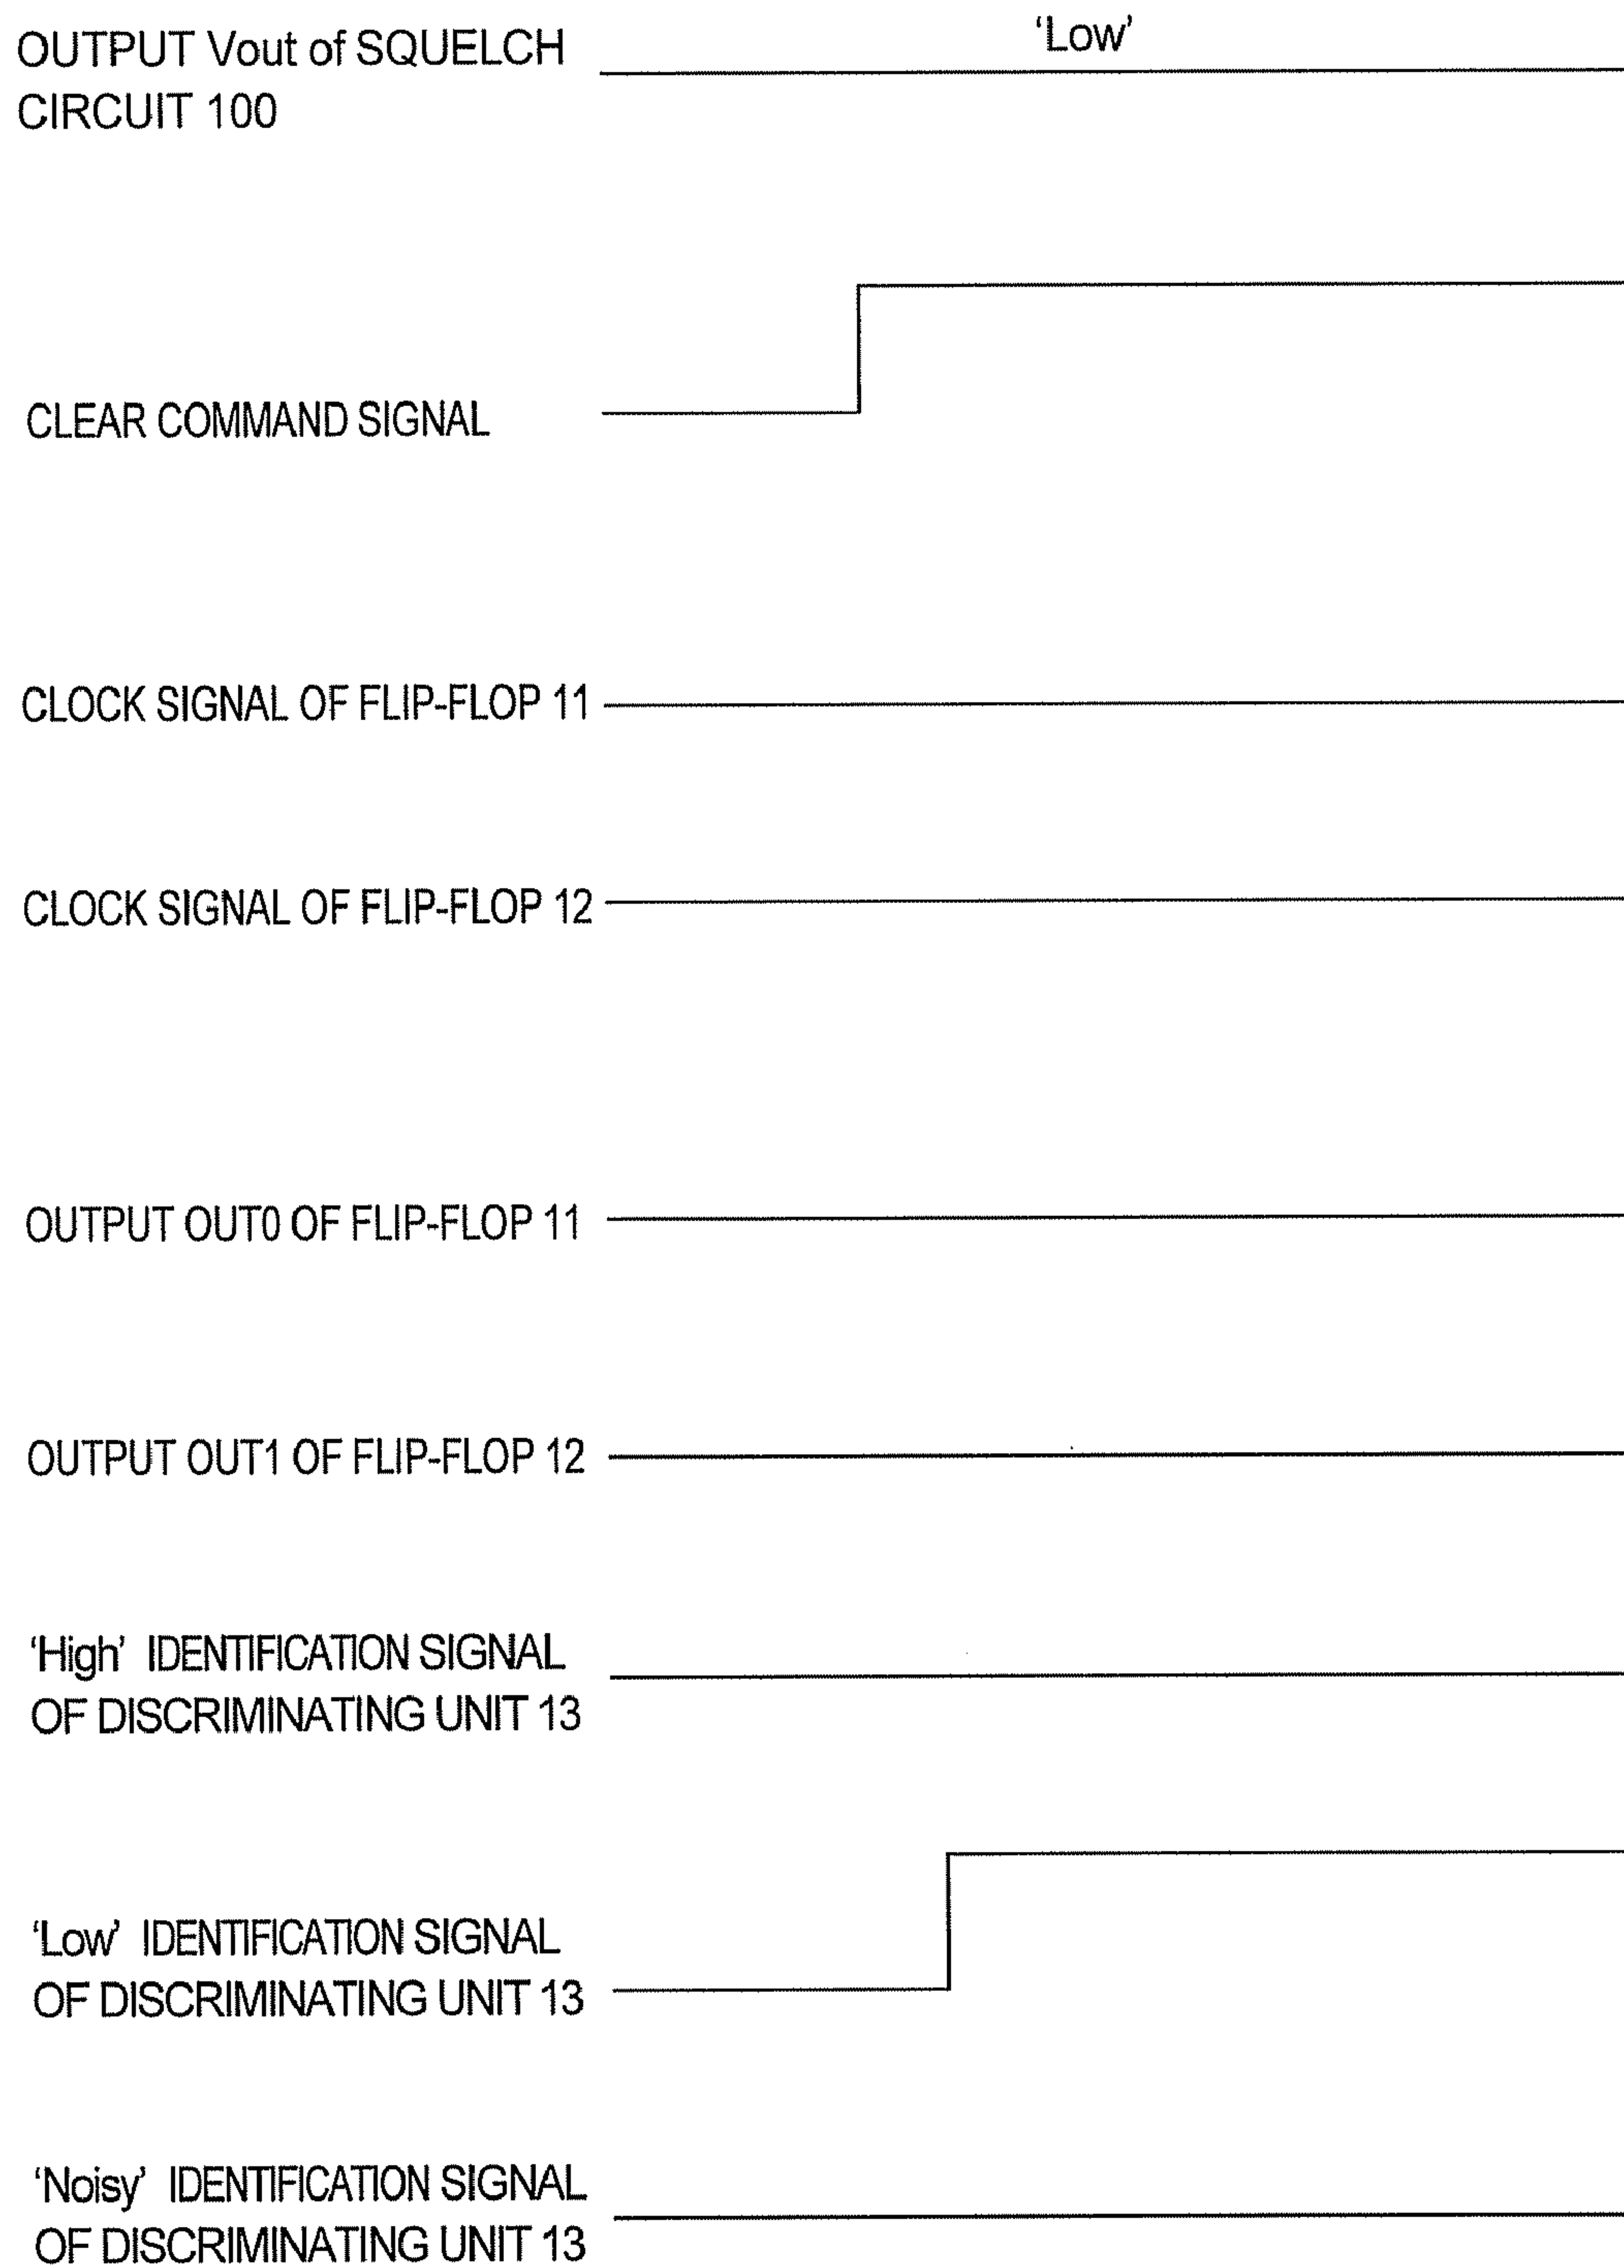 OUTPUT Vout of SQUELCH
CIRCUIT 100
'Low'
CLEAR COMMAND SIGNAL
CLOCK SIGNAL OF FLIP-FLOP 11
CLOCK SIGNAL OF FLIP-FLOP 12
OUTPUT OUT0 OF FLIP-FLOP 11
OUTPUT OUT1 OF FLIP-FLOP 12
'High' IDENTIFICATION SIGNAL
OF DISCRIMINATING UNIT 13
'Low' IDENTIFICATION SIGNAL
OF DISCRIMINATING UNIT 13
'Noisy' IDENTIFICATION SIGNAL
OF DISCRIMINATING UNIT 13